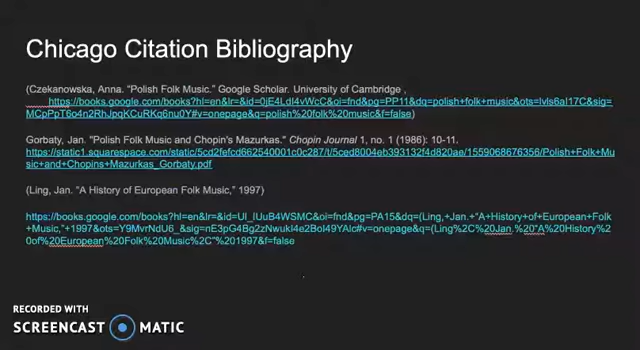 Chicago Citation Bibliography
(Czekanowska, Anna. "Polish Folk Music." Google Scholar. University of Cambridge ,
https://books.google.com/books?hl=en&lr=&id=0jE4LdI4vWcC&oi=fnd&pg=PP11&dq=polish+folk+music&ots=lvls6aI17C&sig=
MCpPpT6o4n2RhJpqKCuRKq6nu0Y#v=onepage&q=polish%20folk%20music&f=false)
Gorbaty, Jan. "Polish Folk Music and Chopin's Mazurkas." Chopin Journal 1, no. 1 (1986): 10-11.
https://static1.squarespace.com/static/5cd2fefcd662540001c0c287/t/5ced8004eb393132f4d820ae/1559068676356/Polish+Folk+Mu
sic+and+Chopins+Mazurkas_Gorbaty.pdf
(Ling, Jan. "A History of European Folk Music," 1997)
https://books.google.com/books?hl=en&lr=&id=UI_IUuB4WSMC&oi=fnd&pg=PA15&dq=(Ling,+Jan.+"A+History+of+European+Folk
+Music,"+1997&ots=Y9MvrNdU6_&sig=nE3pG4Bg2zNwukI4e2BoI49YAlc#v=onepage&q=(Ling%2C%20Jan.%20"A%20History%2
0of%20European%20Folk%20Music%2C"%201997&f=false
RECORDED WITH
SCREENCAST MATIC